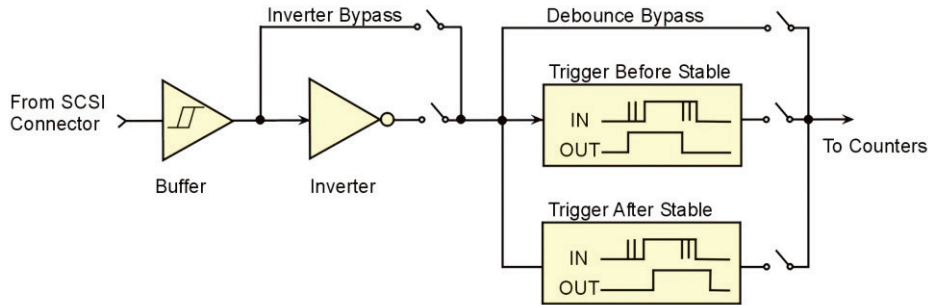 Inverter Bypass
Debounce Bypass
Trigger Before Stable
From SCSI
Connector
IN
OUT
To Counters
Buffer
Inverter
Trigger After Stable
IN
OUT